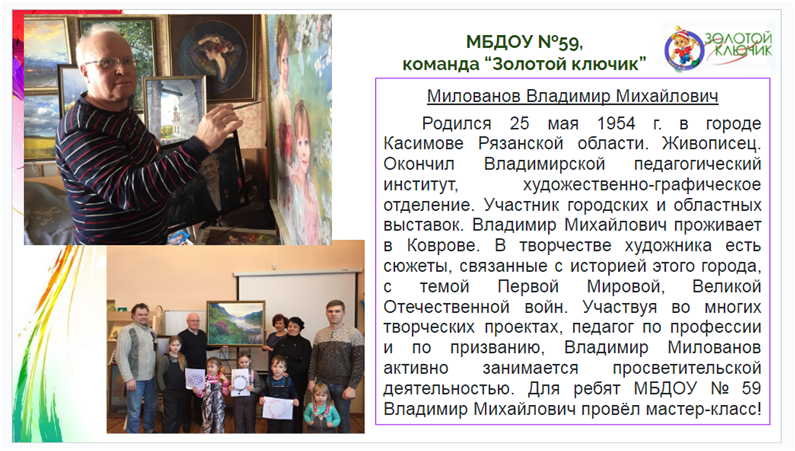 МБДОУ №59,
команда “Золотой ключик”
ЗОЛОТОЙ
КЛЮЧИК
Милованов Владимир Михайлович
Родился 25 мая 1954 г. в городе
Касимове Рязанской области. Живописец.
Окончил Владимирской педагогический
институт, художественно-графическое
отделение. Участник городских и областных
выставок. Владимир Михайлович проживает
в Коврове. В творчестве художника есть
сюжеты, связанные с историей этого города,
с темой Первой Мировой, Великой
Отечественной войн. Участвуя во многих
творческих проектах, педагог по профессии
и по призванию, Владимир Милованов
активно занимается просветительской
деятельностью. Для ребят МБДОУ № 59
Владимир Михайлович провёл мастер-класс!